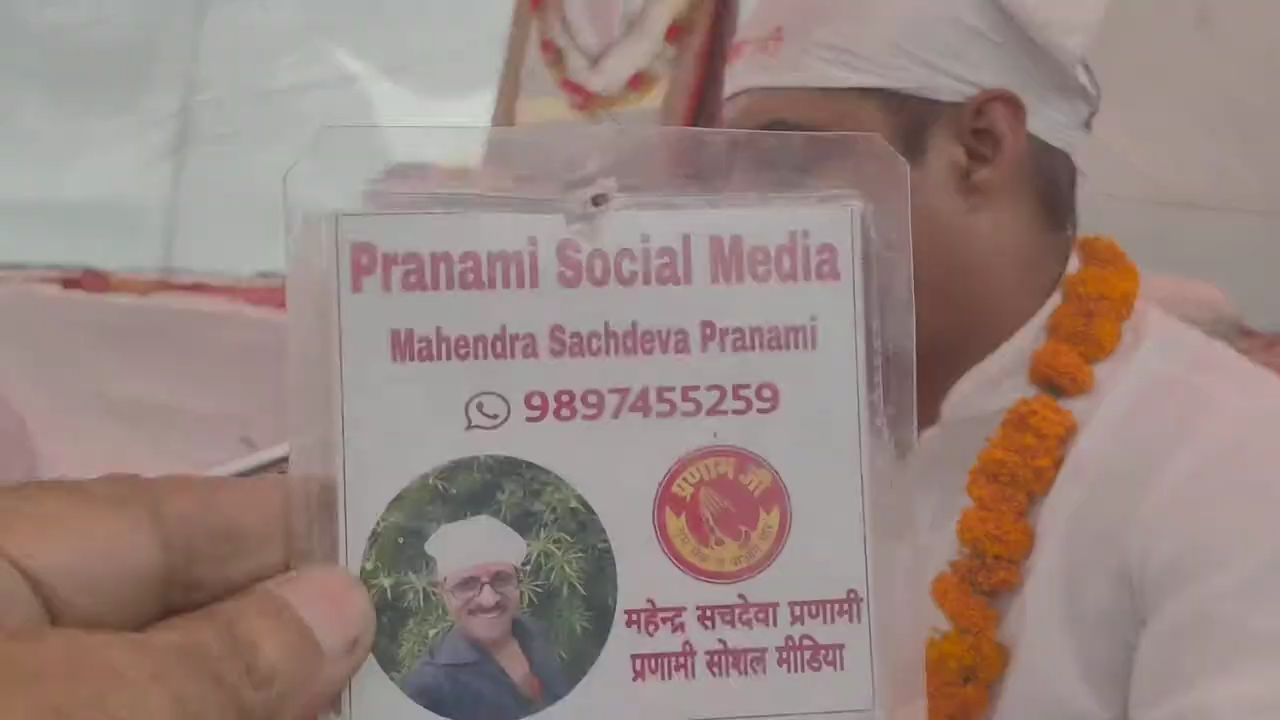 Pranami Social Media
Mahendra Sachdeva Pranami
9897455259
प्रणाम जी
महेन्द्र सचदेवा प्रणामी
प्रणामी सोशल मीडिया